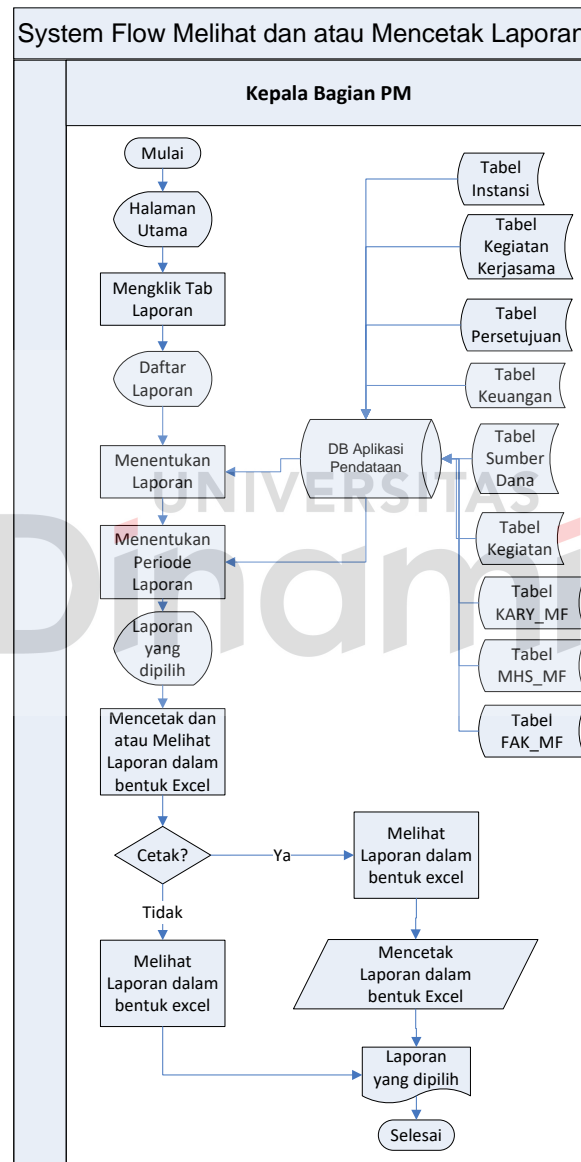 System Flow Melihat dan atau Mencetak Laporan
Kepala Bagian PM
Mulai
Halaman
Utama
Mengklik Tab
Laporan
Daftar
Laporan
Menentukan
Laporan
Menentukan
Periode
Laporan
Laporan
yang
dipilih
Mencetak dan
atau Melihat
Laporan dalam
bentuk Excel
Cetak?
Ya
Tidak
Melihat
Laporan dalam
bentuk excel
Melihat
Laporan dalam
bentuk excel
Mencetak
Laporan dalam
bentuk Excel
Laporan
yang dipilih
Selesai
DB Aplikasi
Pendataan
Tabel
Instansi
Tabel
Kegiatan
Kerjasama
Tabel
Persetujuan
Tabel
Keuangan
Tabel
Sumber
Dana
Tabel
Kegiatan
Tabel
KARY_MF
Tabel
MHS_MF
Tabel
FAK_MF
UNIVERSITAS
Dinami